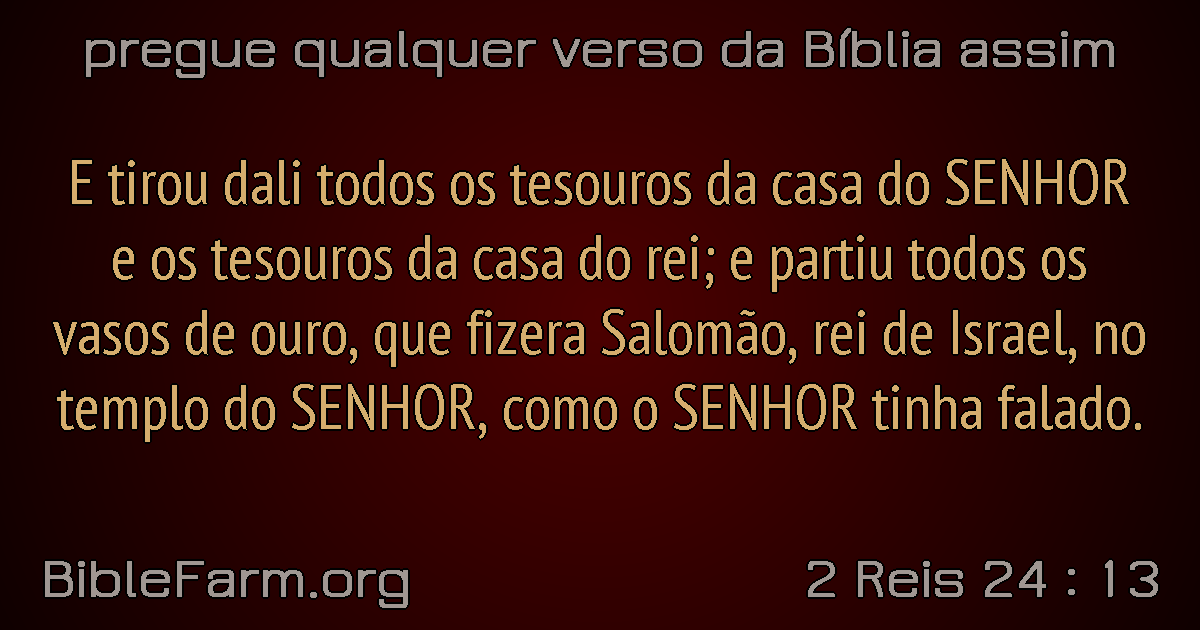 pregue qualquer verso da Bíblia assim
E tirou dali todos os tesouros da casa do SENHOR
e os tesouros da casa do rei; e partiu todos os
vasos de ouro, que fizera Salomão, rei de Israel, no
templo do SENHOR, como o SENHOR tinha falado.
BibleFarm.org
2 Reis 24 : 13